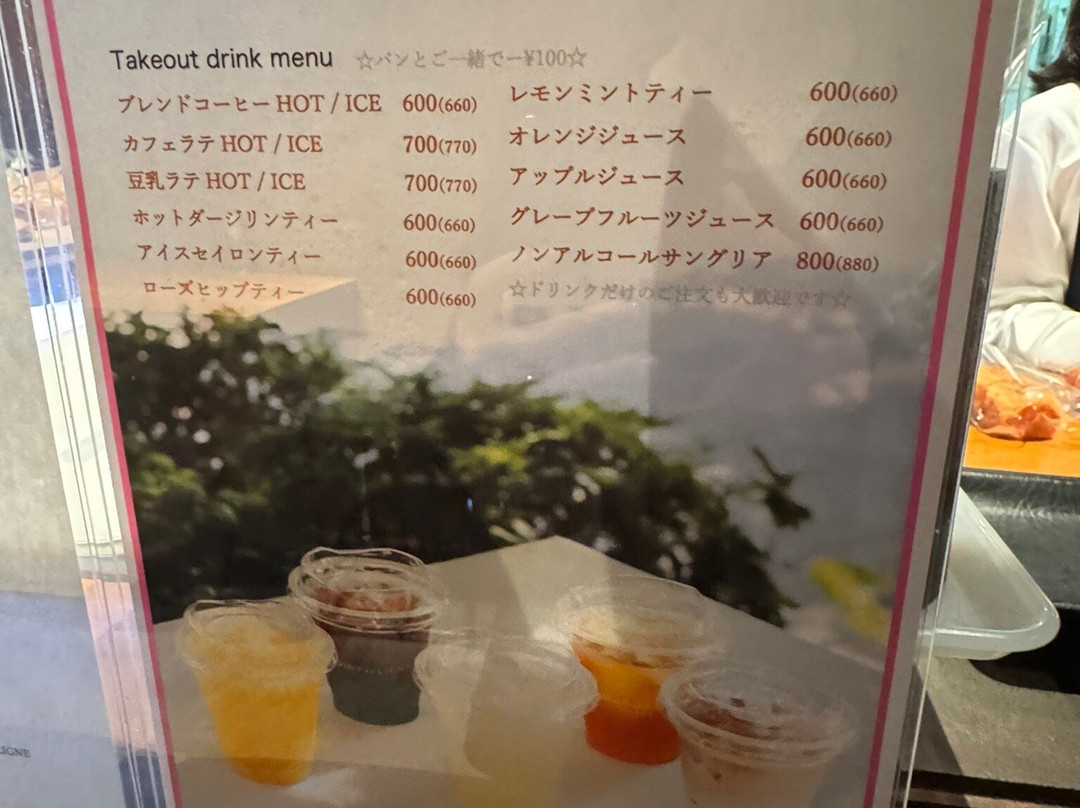 Takeout drink menu ☆パンとご一緒でー¥100☆
ブレンドコーヒー HOT / ICE 600(660)
カフェラテ HOT / ICE 700(770)
豆乳ラテ HOT / ICE 700(770)
ホットダージリンティー 600(660)
アイスセイロンティー 600(660)
ローズヒップティー 600(660)
レモンミントティー 600(660)
オレンジジュース 600(660)
アップルジュース 600(660)
グレープフルーツジュース 600(660)
ノンアルコールサングリア 800(880)
☆ドリンクだけのご注文も大歓迎です☆